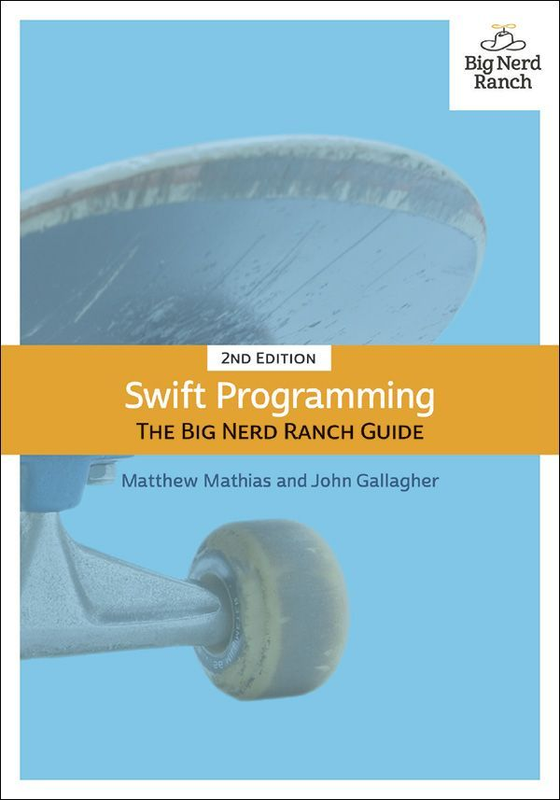 Big Nerd
Ranch
2ND EDITION
Swift Programming
THE BIG NERD RANCH GUIDE
Matthew Mathias and John Gallagher